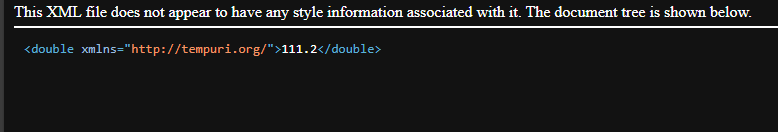 This XML file does not appear to have any style information associated with it. The document tree is shown below.
<double xmlns="http://tempuri.org/">111.2</double>